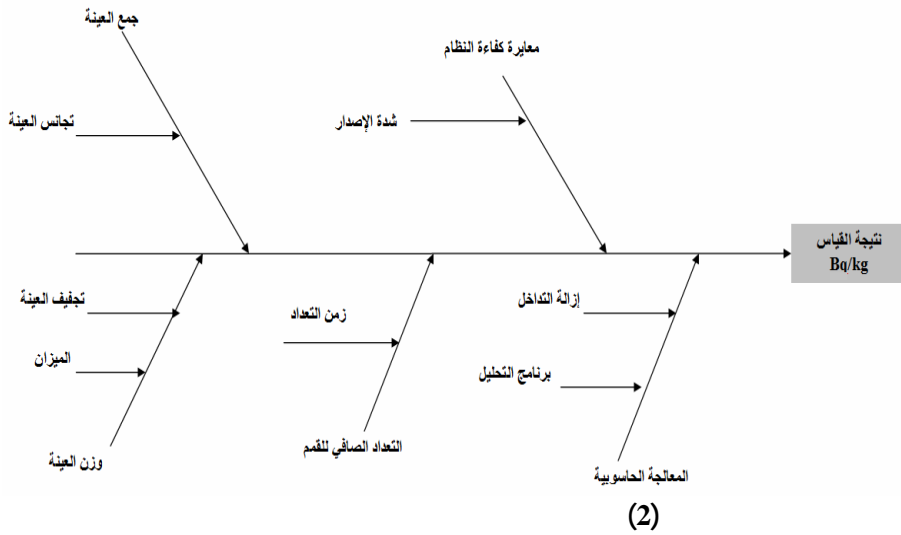 جمع العينة
معايرة كفاءة النظام
شدة الإصدار
تجانس العينة
نتيجة القياس
Bq/kg
إزالة التداخل
زمن التعداد
تجفيف العينة
الميزان
برنامج التحليل
التعداد الصافي للقمم
وزن العينة
المعالجة الحاسوبية
(2)